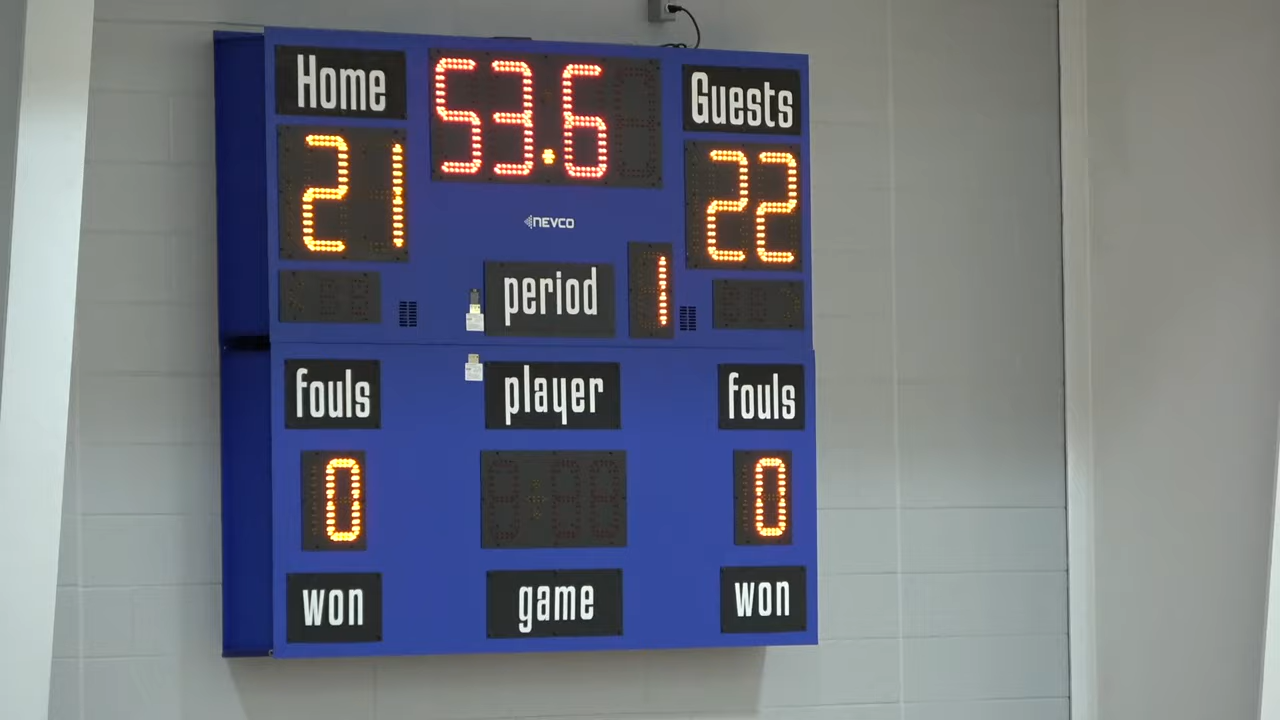 Home 53.6 Guests
21 22
NEVCO
period 1
fouls player fouls
0 0
won game won